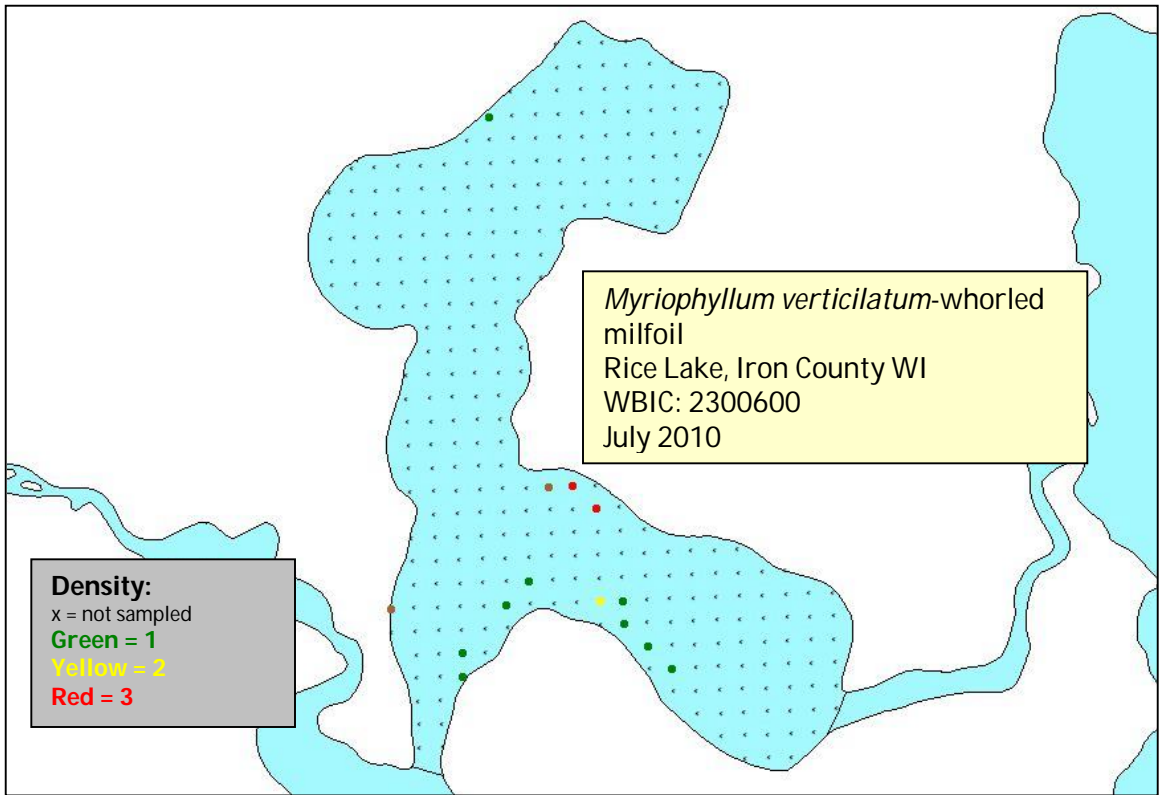 Myriophyllum verticilatum-whorled
milfoil
Rice Lake, Iron County WI
WBIC: 2300600
July 2010
Density:
x = not sampled
Green = 1
Yellow = 2
Red = 3